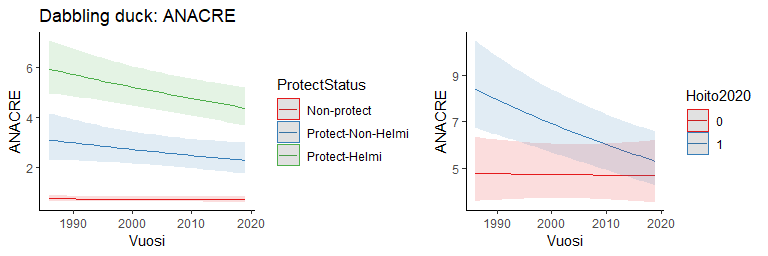 Dabbling duck: ANACRE
ANACRE
6
4
2
1990
2000
2010
2020
Vuosi
ProtectStatus
Non-protect
Protect-Non-Helmi
Protect-Helmi
ANACRE
9
7
5
1990
2000
2010
2020
Vuosi
Hoito2020
0
1